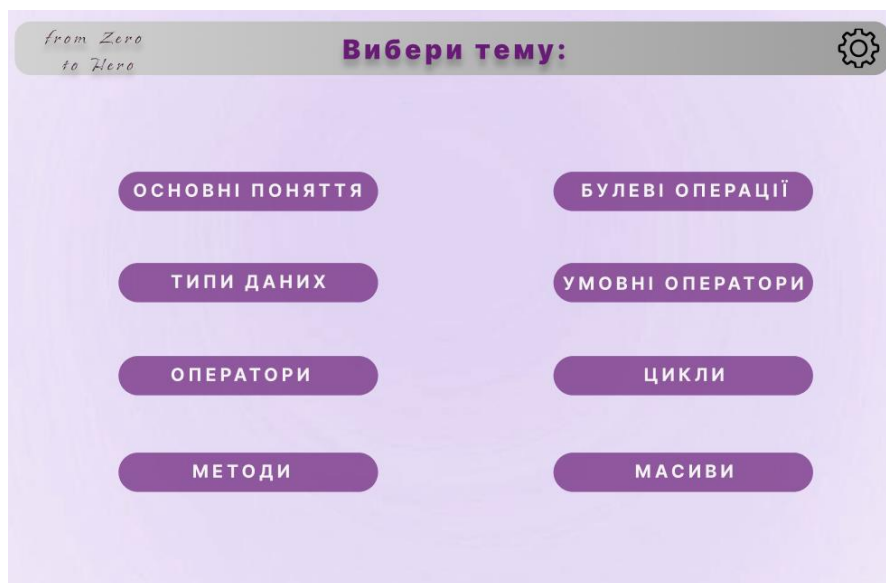 from Zero
to Hero
Вибери тему:
ОСНОВНІ ПОНЯТТЯ
БУЛЕВІ ОПЕРАЦІЇ
ТИПИ ДАНИХ
УМОВНІ ОПЕРАТОРИ
ОПЕРАТОРИ
ЦИКЛИ
МЕТОДИ
МАСИВИ